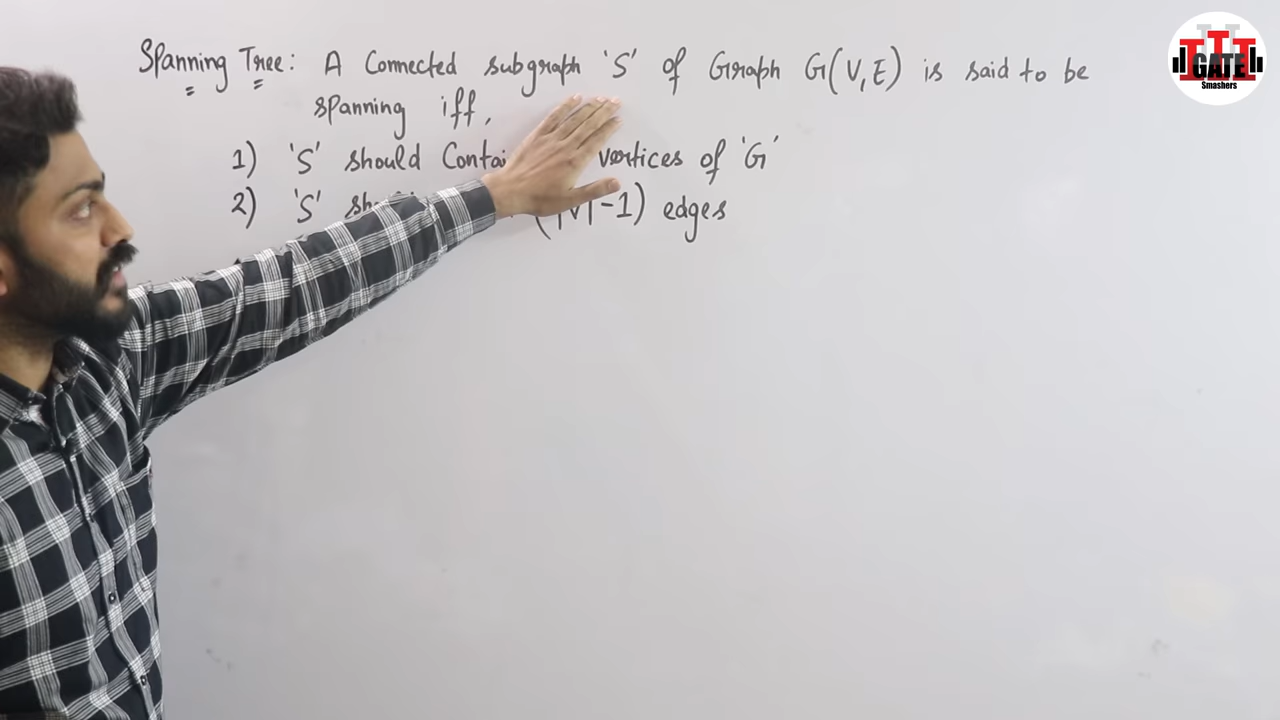 Spanning Tree: A Connected subgraph 'S' of Graph G(V,E) is said to be
spanning iff,
1) 'S' should vertices of 'G'
2) 'S' (|V|-1) edges
GATE
Smashers